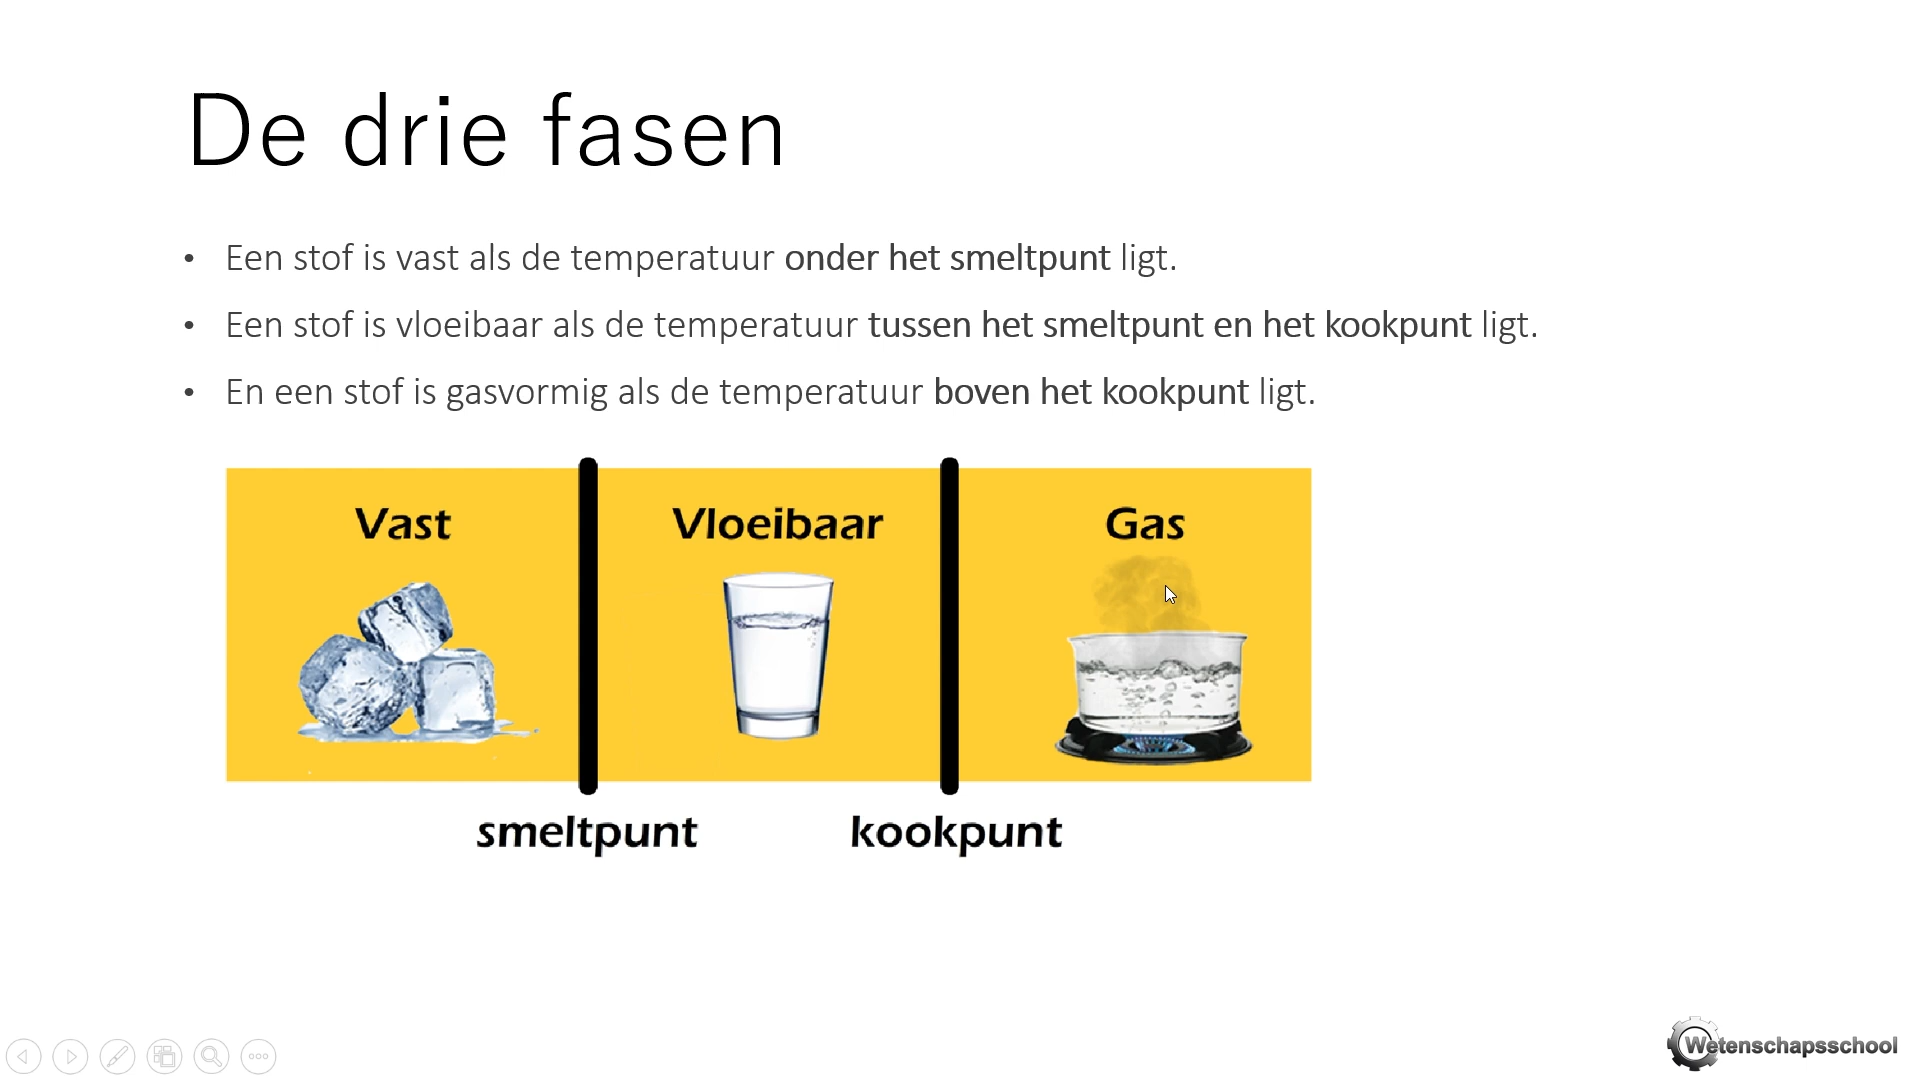 De drie fasen
• Een stof is vast als de temperatuur onder het smeltpunt ligt.
• Een stof is vloeibaar als de temperatuur tussen het smeltpunt en het kookpunt ligt.
• En een stof is gasvormig als de temperatuur boven het kookpunt ligt.
Vast Vloeibaar Gas
smeltpunt kookpunt
Wetenschapsschool